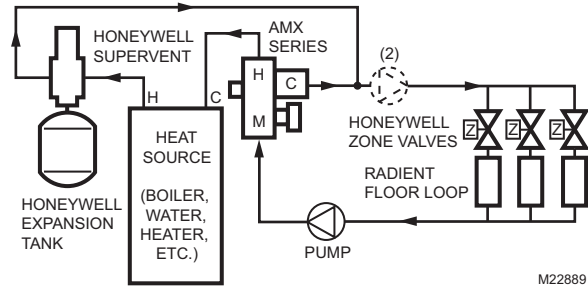 HONEYWELL
SUPERVENT
AMX
SERIES
(2)
H
C
H
C
M
HONEYWELL
ZONE VALVES
Z
Z
Z
HEAT
SOURCE
(BOILER,
WATER,
HEATER,
ETC.)
RADIENT
FLOOR LOOP
HONEYWELL
EXPANSION
TANK
PUMP
M22889